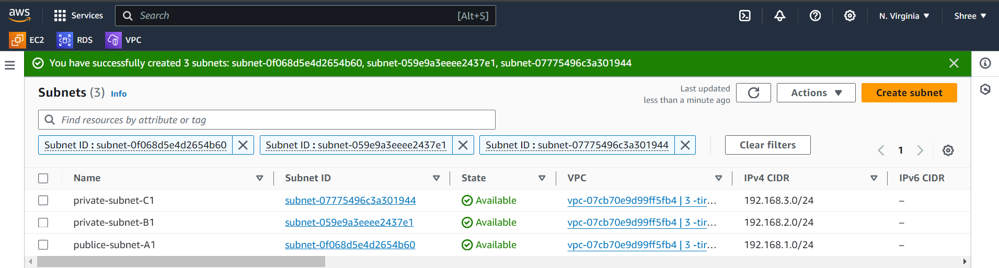 aws Services Search [Alt+S] N. Virginia Shree
EC2 RDS VPC
You have successfully created 3 subnets: subnet-0f068d5e4d2654b60, subnet-059e9a3eeee2437e1, subnet-07775496c3a301944
Subnets (3) Info
Last updated
less than a minute ago
Actions
Create subnet
Find resources by attribute or tag
Subnet ID : subnet-0f068d5e4d2654b60 Subnet ID : subnet-059e9a3eeee2437e1 Subnet ID : subnet-07775496c3a301944 Clear filters 1
Name Subnet ID State VPC IPv4 CIDR IPv6 CIDR
private-subnet-C1 subnet-07775496c3a301944 Available vpc-07cb70e9d99ff5fb4 | 3 -tir... 192.168.3.0/24 –
private-subnet-B1 subnet-059e9a3eeee2437e1 Available vpc-07cb70e9d99ff5fb4 | 3 -tir... 192.168.2.0/24 –
publice-subnet-A1 subnet-0f068d5e4d2654b60 Available vpc-07cb70e9d99ff5fb4 | 3 -tir... 192.168.1.0/24 –